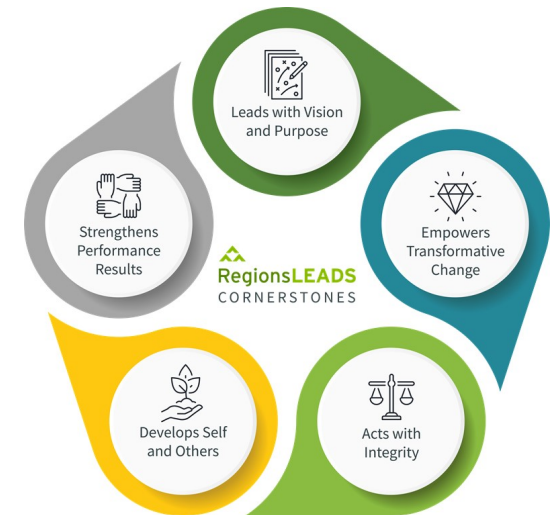 Leads with Vision
and Purpose
Empowers
Transformative
Change
Acts with
Integrity
Develops Self
and Others
Strengthens
Performance
Results
RegionsLEADS
CORNERSTONES